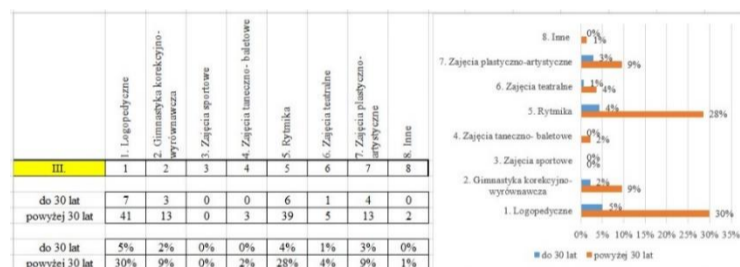 1. Logopedyczne
2. Gimnastyka korekcyjno-
wyrównawcza
3. Zajęcia sportowe
4. Zajęcia taneczno- baletowe
5. Rytmika
6. Zajęcia teatralne
7. Zajęcia plastyczno-
artystyczne
8. Inne
III. 1 2 3 4 5 6 7 8
do 30 lat 7 3 0 0 6 1 4 0
powyżej 30 lat 41 13 0 3 39 5 13 2
do 30 lat 5% 2% 0% 0% 4% 1% 3% 0%
powyżej 30 lat 30% 9% 0% 2% 28% 4% 9% 1%
8. Inne 0% 1%
7. Zajęcia plastyczno-artystyczne 3% 9%
6. Zajęcia teatralne 1% 4%
5. Rytmika 4% 28%
4. Zajęcia taneczno- baletowe 0% 2%
3. Zajęcia sportowe 0% 0%
2. Gimnastyka korekcyjno-
wyrównawcza 2% 9%
1. Logopedyczne 5% 30%
0% 5% 10% 15% 20% 25% 30% 35%
do 30 lat powyżej 30 lat